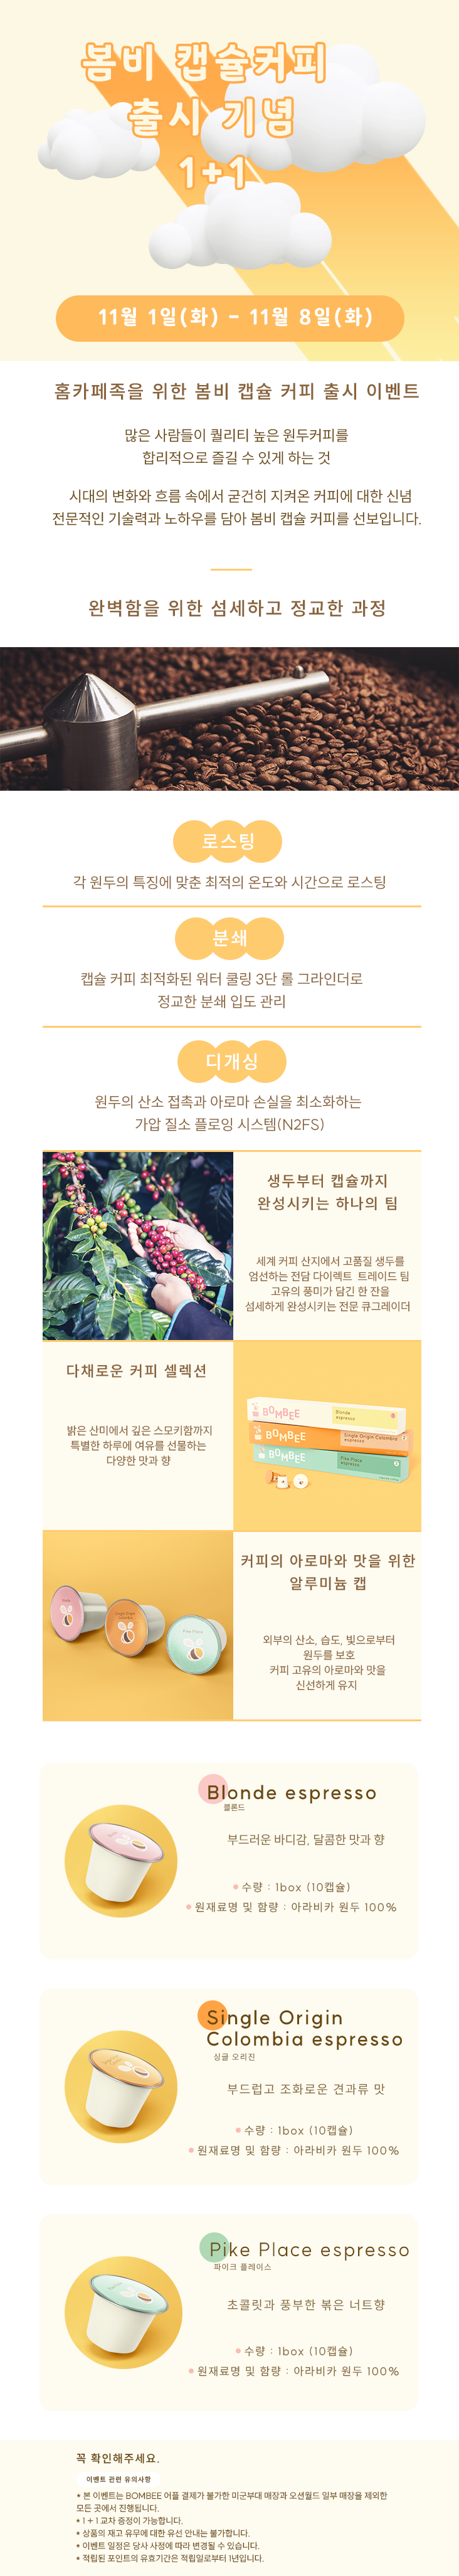 봄비 캡슐커피
출시 기념
1+1
11월 1일(화) - 11월 8일(화)
홈카페족을 위한 봄비 캡슐 커피 출시 이벤트
많은 사람들이 퀄리티 높은 원두커피를
합리적으로 즐길 수 있게 하는 것
시대의 변화와 흐름 속에서 굳건히 지켜온 커피에 대한 신념
전문적인 기술력과 노하우를 담아 봄비 캡슐 커피를 선보입니다.
완벽함을 위한 섬세하고 정교한 과정
로스팅
각 원두의 특징에 맞춘 최적의 온도와 시간으로 로스팅
분쇄
캡슐 커피 최적화된 워터 쿨링 3단 롤 그라인더로
정교한 분쇄 입도 관리
디개싱
원두의 산소 접촉과 아로마 손실을 최소화하는
가압 질소 플로잉 시스템(N2FS)
생두부터 캡슐까지
완성시키는 하나의 팀
세계 커피 산지에서 고품질 생두를
엄선하는 전담 다이렉트 트레이드 팀
고유의 풍미가 담긴 한 잔을
섬세하게 완성시키는 전문 큐그레이더
다채로운 커피 셀렉션
밝은 산미에서 깊은 스모키함까지
특별한 하루에 여유를 선물하는
다양한 맛과 향
BOMBEE
Blonde
espresso
BOMBEE
Single Origin Colombia
espresso
BOMBEE
Pike Place
espresso
커피의 아로마와 맛을 위한
알루미늄 캡
외부의 산소, 습도, 빛으로부터
원두를 보호
커피 고유의 아로마와 맛을
신선하게 유지
Single Origin
Colombia
Pike Place
Blonde espresso
블론드
부드러운 바디감, 달콤한 맛과 향
수량 : 1box (10캡슐)
원재료명 및 함량 : 아라비카 원두 100%
Single Origin
Colombia espresso
싱글 오리진
부드럽고 조화로운 견과류 맛
수량 : 1box (10캡슐)
원재료명 및 함량 : 아라비카 원두 100%
Pike Place espresso
파이크 플레이스
초콜릿과 풍부한 볶은 너트향
수량 : 1box (10캡슐)
원재료명 및 함량 : 아라비카 원두 100%
꼭 확인해주세요.
이벤트 관련 유의사항
* 본 이벤트는 BOMBEE 어플 결제가 불가한 미군부대 매장과 오션월드 일부 매장을 제외한
모든 곳에서 진행됩니다.
* 1 + 1 교차 증정이 가능합니다.
* 상품의 재고 유무에 대한 유선 안내는 불가합니다.
* 이벤트 일정은 당사 사정에 따라 변경될 수 있습니다.
* 적립된 포인트의 유효기간은 적립일로부터 1년입니다.